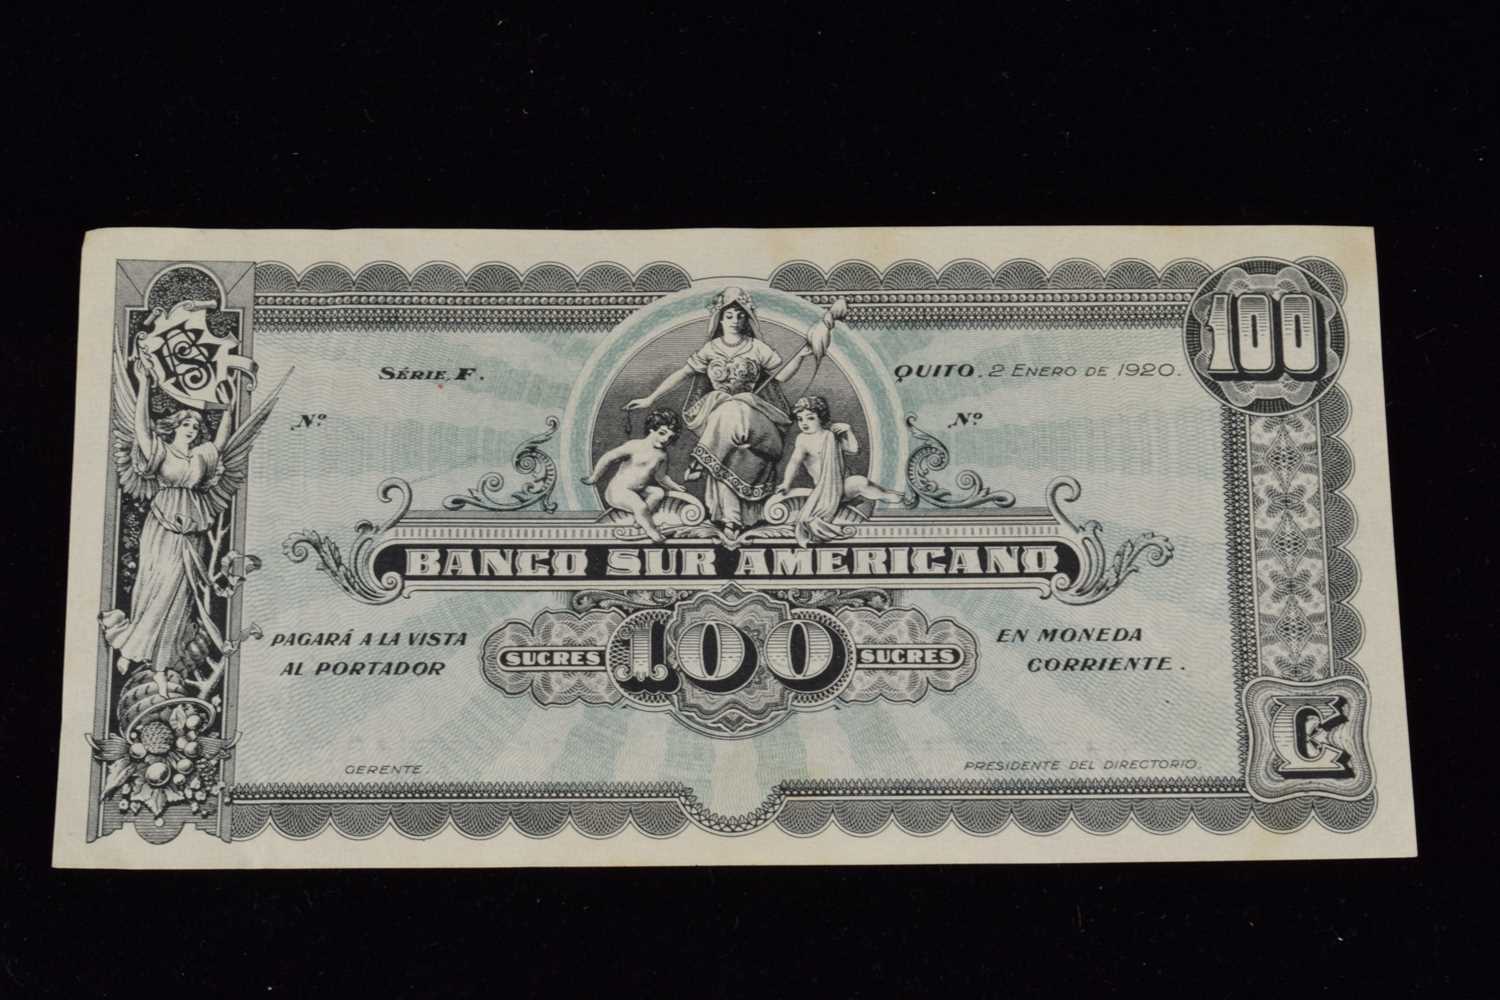 100
SÉRIE F.
QUITO. 2 ENERO DE 1920.
Nº
Nº
BANCO SUR AMERICANO
PAGARÁ A LA VISTA
AL PORTADOR
SUCRES 100 SUCRES
EN MONEDA
CORRIENTE.
C
GERENTE.
PRESIDENTE DEL DIRECTORIO.